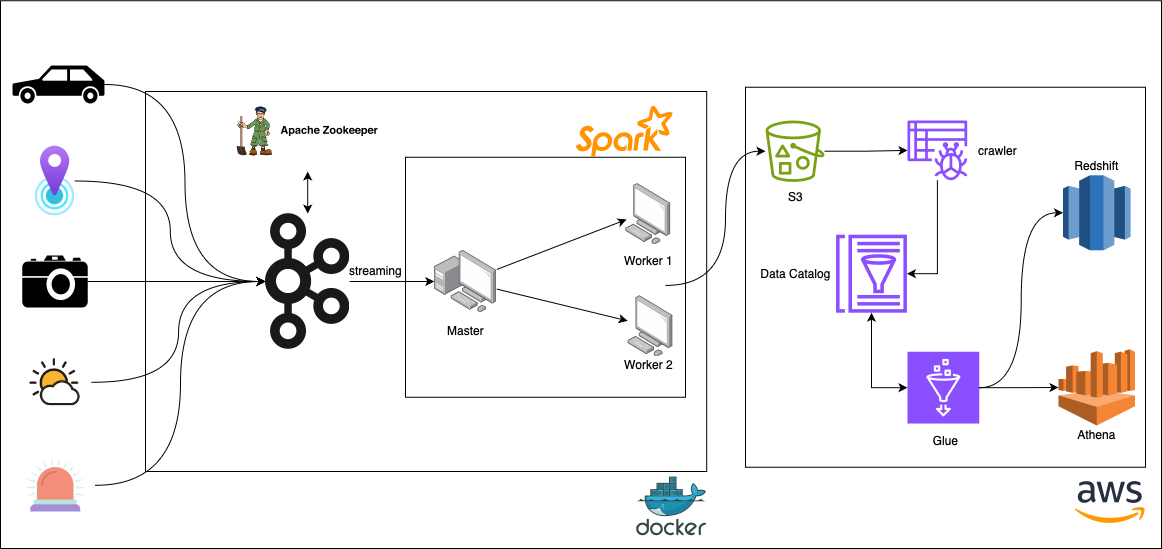 Apache Zookeeper
Spark
streaming
Master
Worker 1
Worker 2
docker
S3
crawler
Redshift
Data Catalog
Glue
Athena
aws